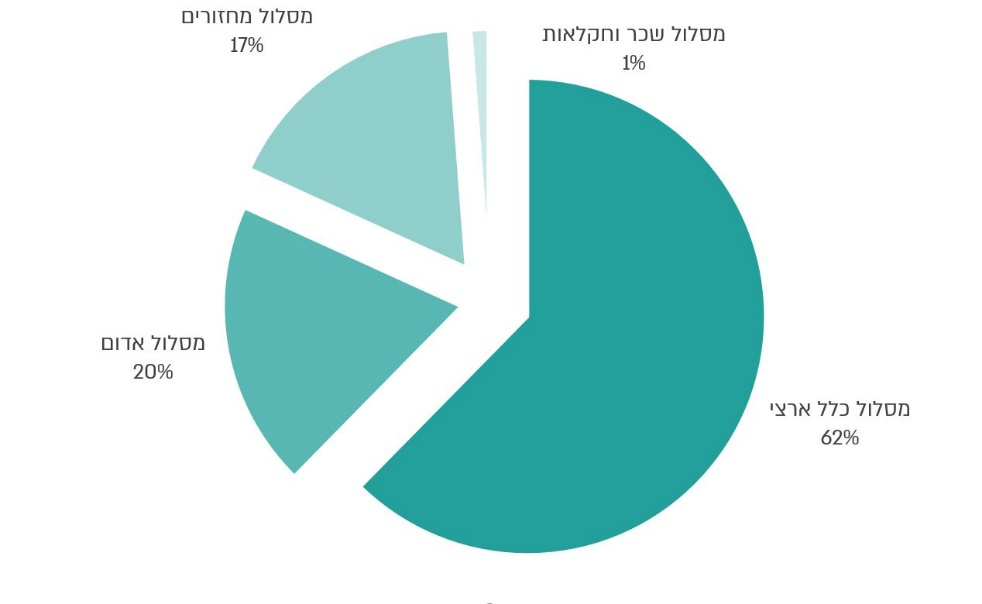 מסלול מחזורים
17%
מסלול שכר וחקלאות
1%
מסלול אדום
20%
מסלול כלל ארצי
62%